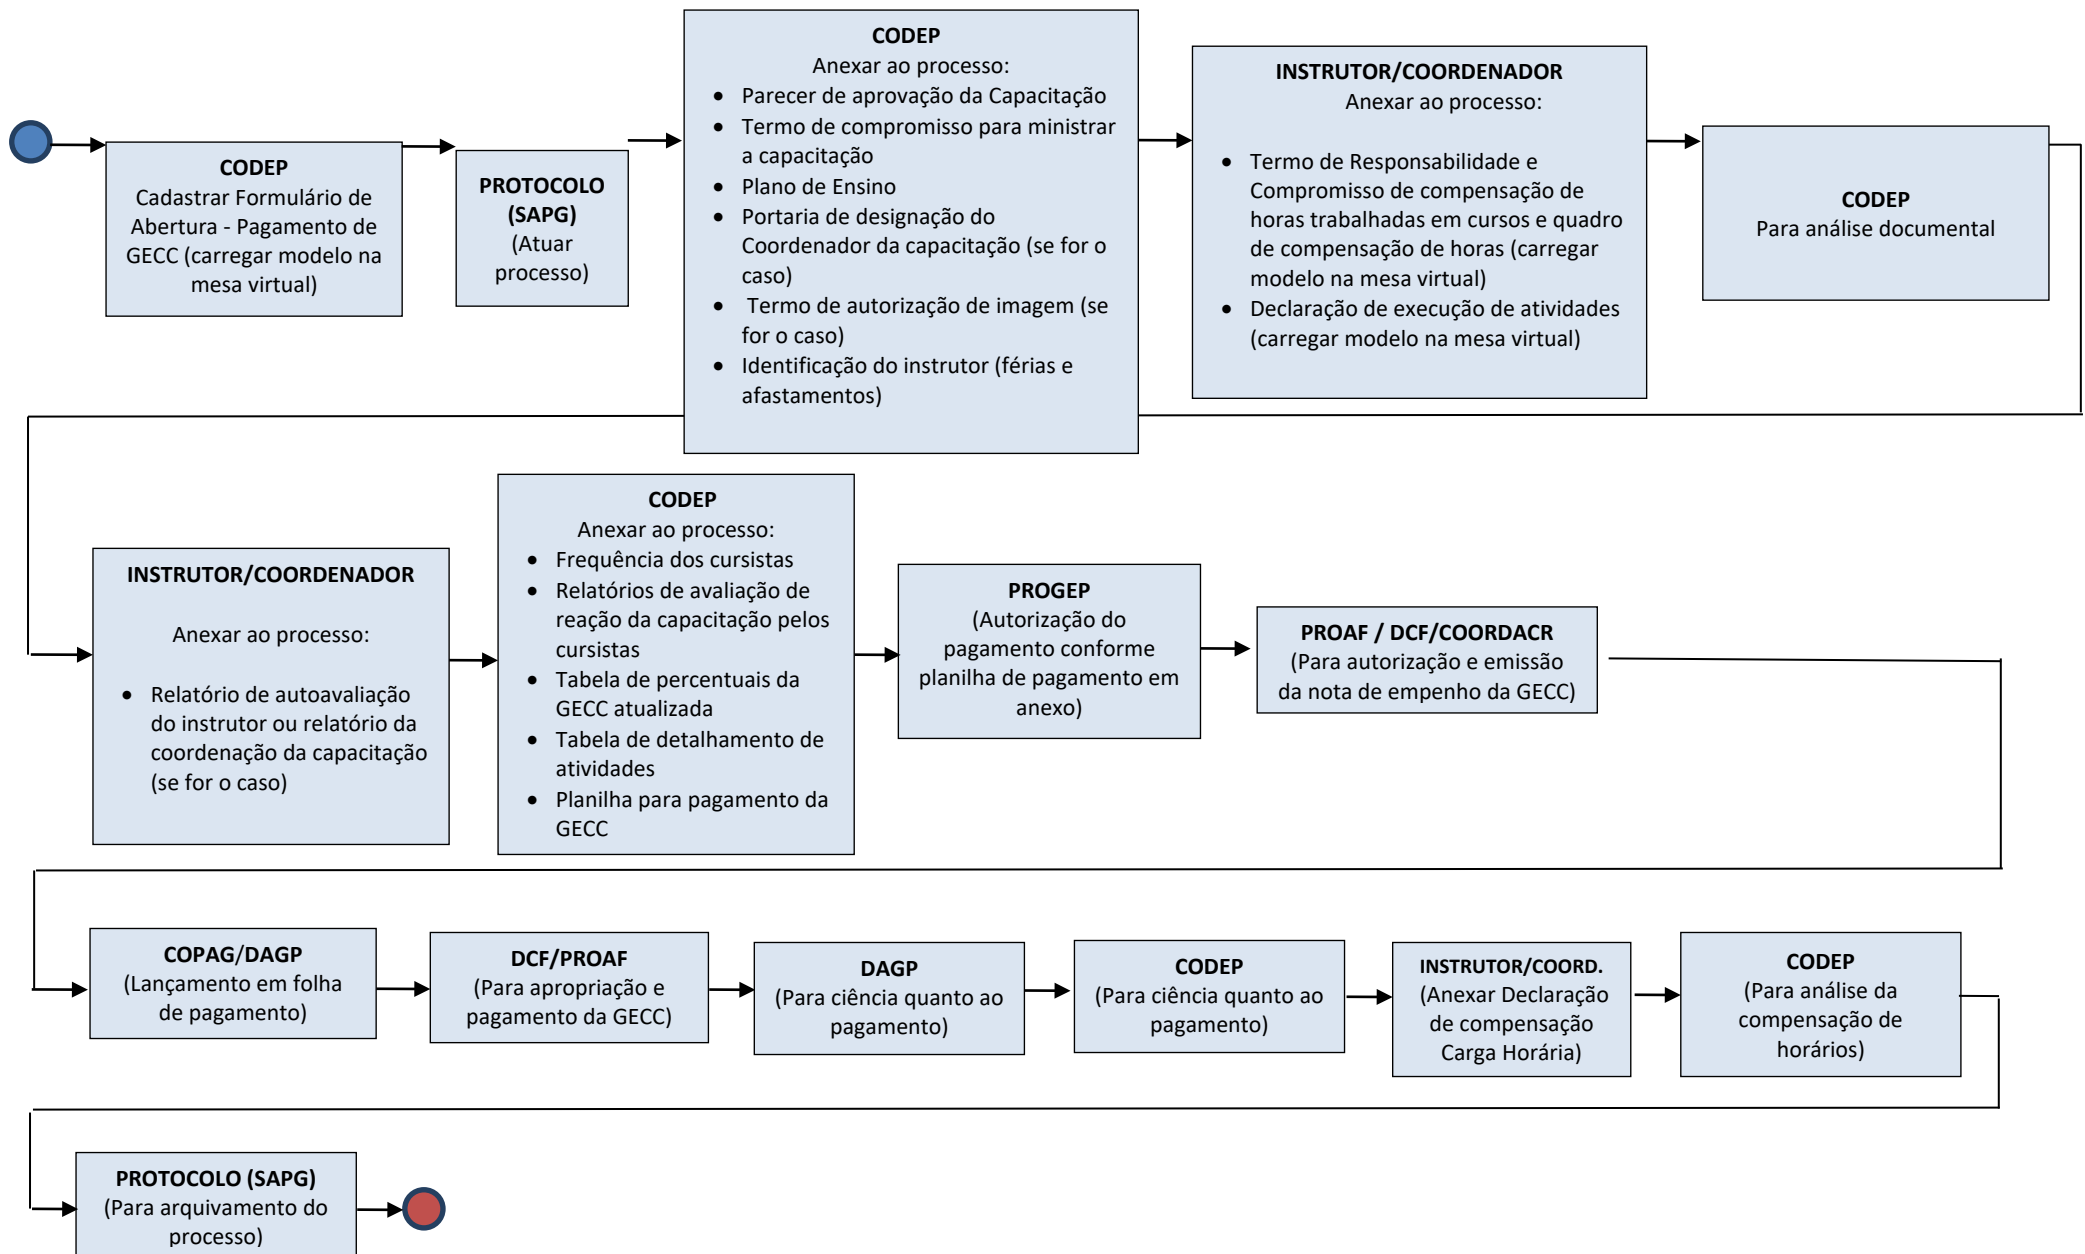 CODEP
Cadastrar Formulário de
Abertura - Pagamento de
GECC (carregar modelo na
mesa virtual)
PROTOCOLO
(SAPG)
(Atuar
processo)
CODEP
Anexar ao processo:
• Parecer de aprovação da Capacitação
• Termo de compromisso para ministrar
a capacitação
• Plano de Ensino
• Portaria de designação do
Coordenador da capacitação (se for o
caso)
• Termo de autorização de imagem (se
for o caso)
• Identificação do instrutor (férias e
afastamentos)
INSTRUTOR/COORDENADOR
Anexar ao processo:
• Termo de Responsabilidade e
Compromisso de compensação de
horas trabalhadas em cursos e quadro
de compensação de horas (carregar
modelo na mesa virtual)
• Declaração de execução de atividades
(carregar modelo na mesa virtual)
CODEP
Para análise documental
INSTRUTOR/COORDENADOR
Anexar ao processo:
• Relatório de autoavaliação
do instrutor ou relatório da
coordenação da capacitação
(se for o caso)
CODEP
Anexar ao processo:
• Frequência dos cursistas
• Relatórios de avaliação de
reação da capacitação pelos
cursistas
• Tabela de percentuais da
GECC atualizada
• Tabela de detalhamento de
atividades
• Planilha para pagamento da
GECC
PROGEP
(Autorização do
pagamento conforme
planilha de pagamento em
anexo)
PROAF / DCF/COORDACR
(Para autorização e emissão
da nota de empenho da GECC)
COPAG/DAGP
(Lançamento em folha
de pagamento)
DCF/PROAF
(Para apropriação e
pagamento da GECC)
DAGP
(Para ciência quanto ao
pagamento)
CODEP
(Para ciência quanto ao
pagamento)
INSTRUTOR/COORD.
(Anexar Declaração
de compensação
Carga Horária)
CODEP
(Para análise da
compensação de
horários)
PROTOCOLO (SAPG)
(Para arquivamento do
processo)